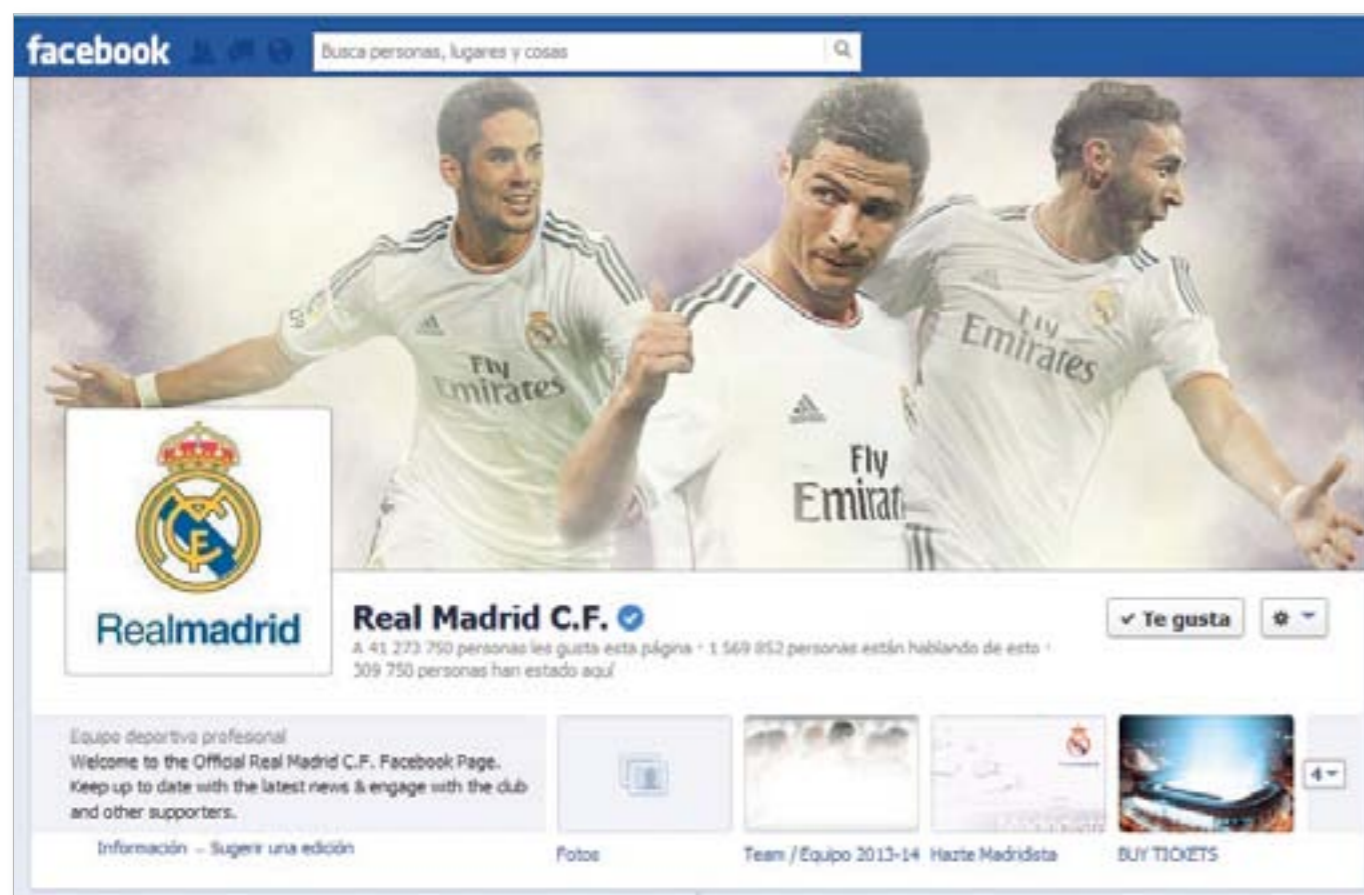 facebook
Busca personas, lugares y cosas
Fly
Emirates
Fly
Emirat
Fly
Emirates
Realmadrid
Real Madrid C.F.
A 41 273 750 personas les gusta esta página · 1 569 852 personas están hablando de esto ·
309 750 personas han estado aquí
Te gusta
Equipo deportivo profesional
Welcome to the Official Real Madrid C.F. Facebook Page.
Keep up to date with the latest news & engage with the club
and other supporters.
Información – Sugerir una edición
Fotos
Team / Equipo 2013-14
Hazte Madridista
BUY TICKETS
4